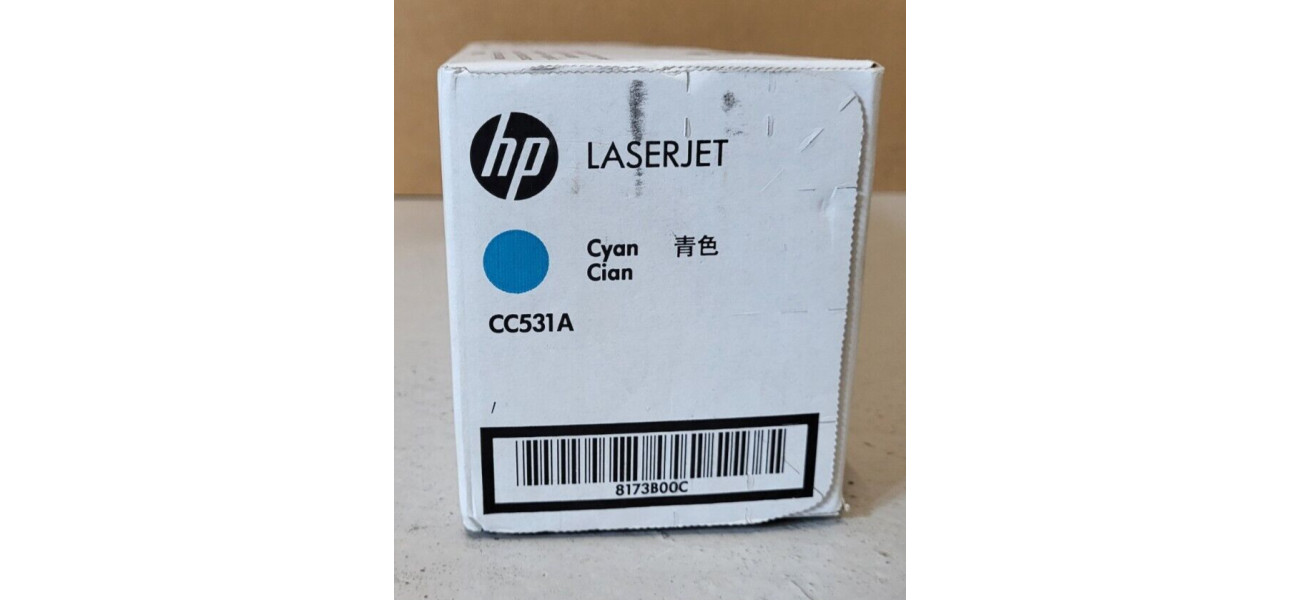 hp LASERJET
Cyan 青色
Cian
CC531A
/
8173B00C